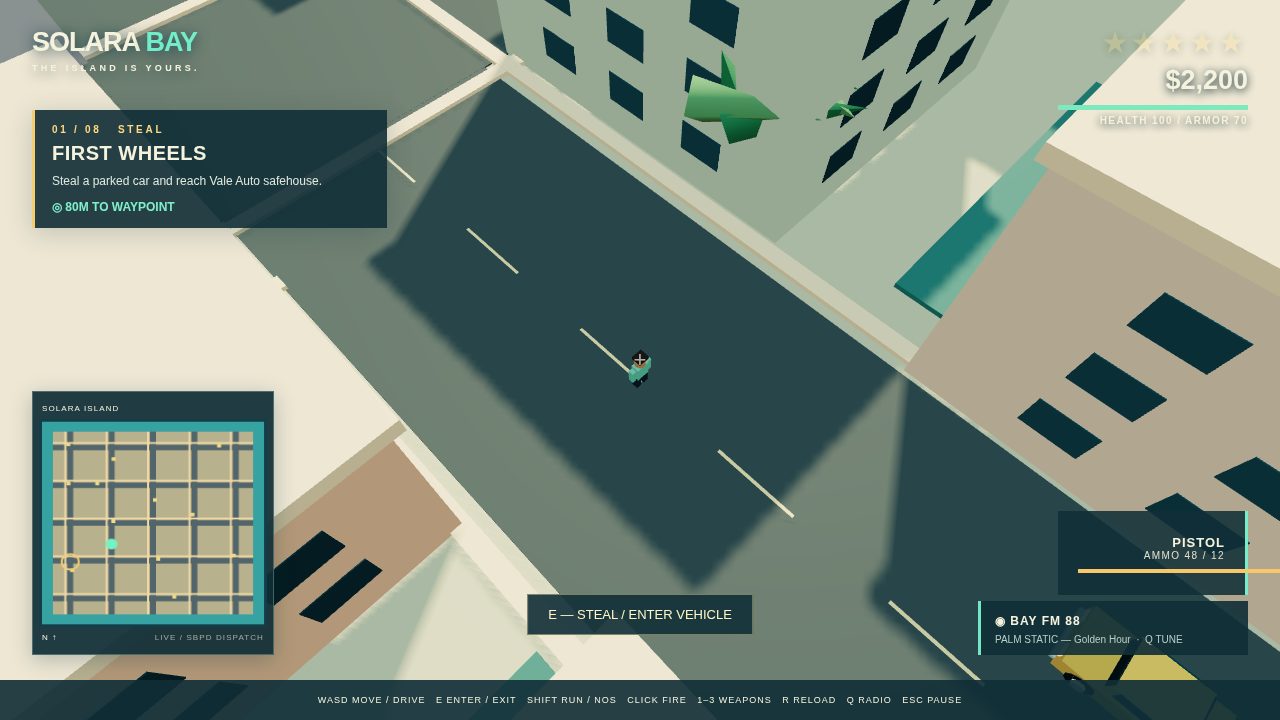 SOLARA BAY
THE ISLAND IS YOURS.
★★★★★
$2,200
HEALTH 100 / ARMOR 70
01 / 08 STEAL
FIRST WHEELS
Steal a parked car and reach Vale Auto safehouse.
◎ 80M TO WAYPOINT
SOLARA ISLAND
N ↑ LIVE / SBPD DISPATCH
E — STEAL / ENTER VEHICLE
PISTOL
AMMO 48 / 12
◉ BAY FM 88
PALM STATIC — Golden Hour · Q TUNE
WASD MOVE / DRIVE E ENTER / EXIT SHIFT RUN / NOS CLICK FIRE 1–3 WEAPONS R RELOAD Q RADIO ESC PAUSE